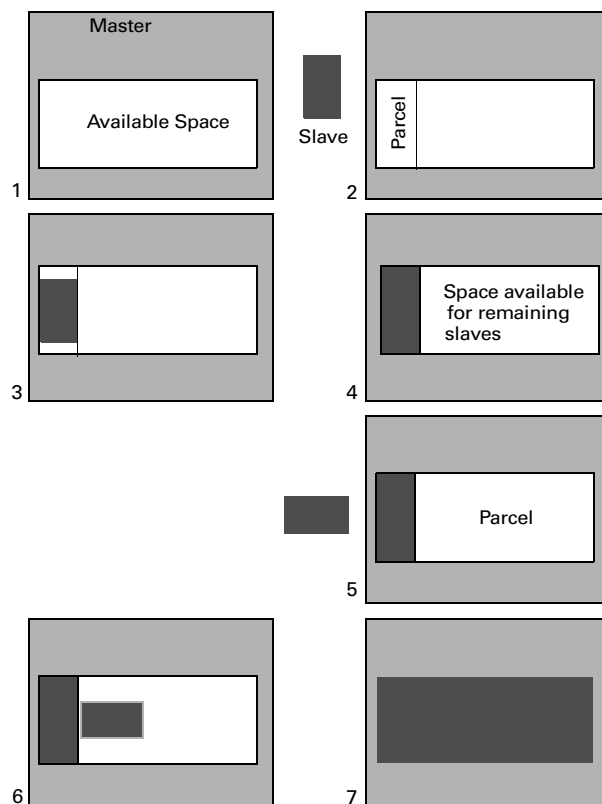 Master
Available Space
1
Slave
Parcel
2
3
Space available
for remaining
slaves
4
Parcel
5
6
7